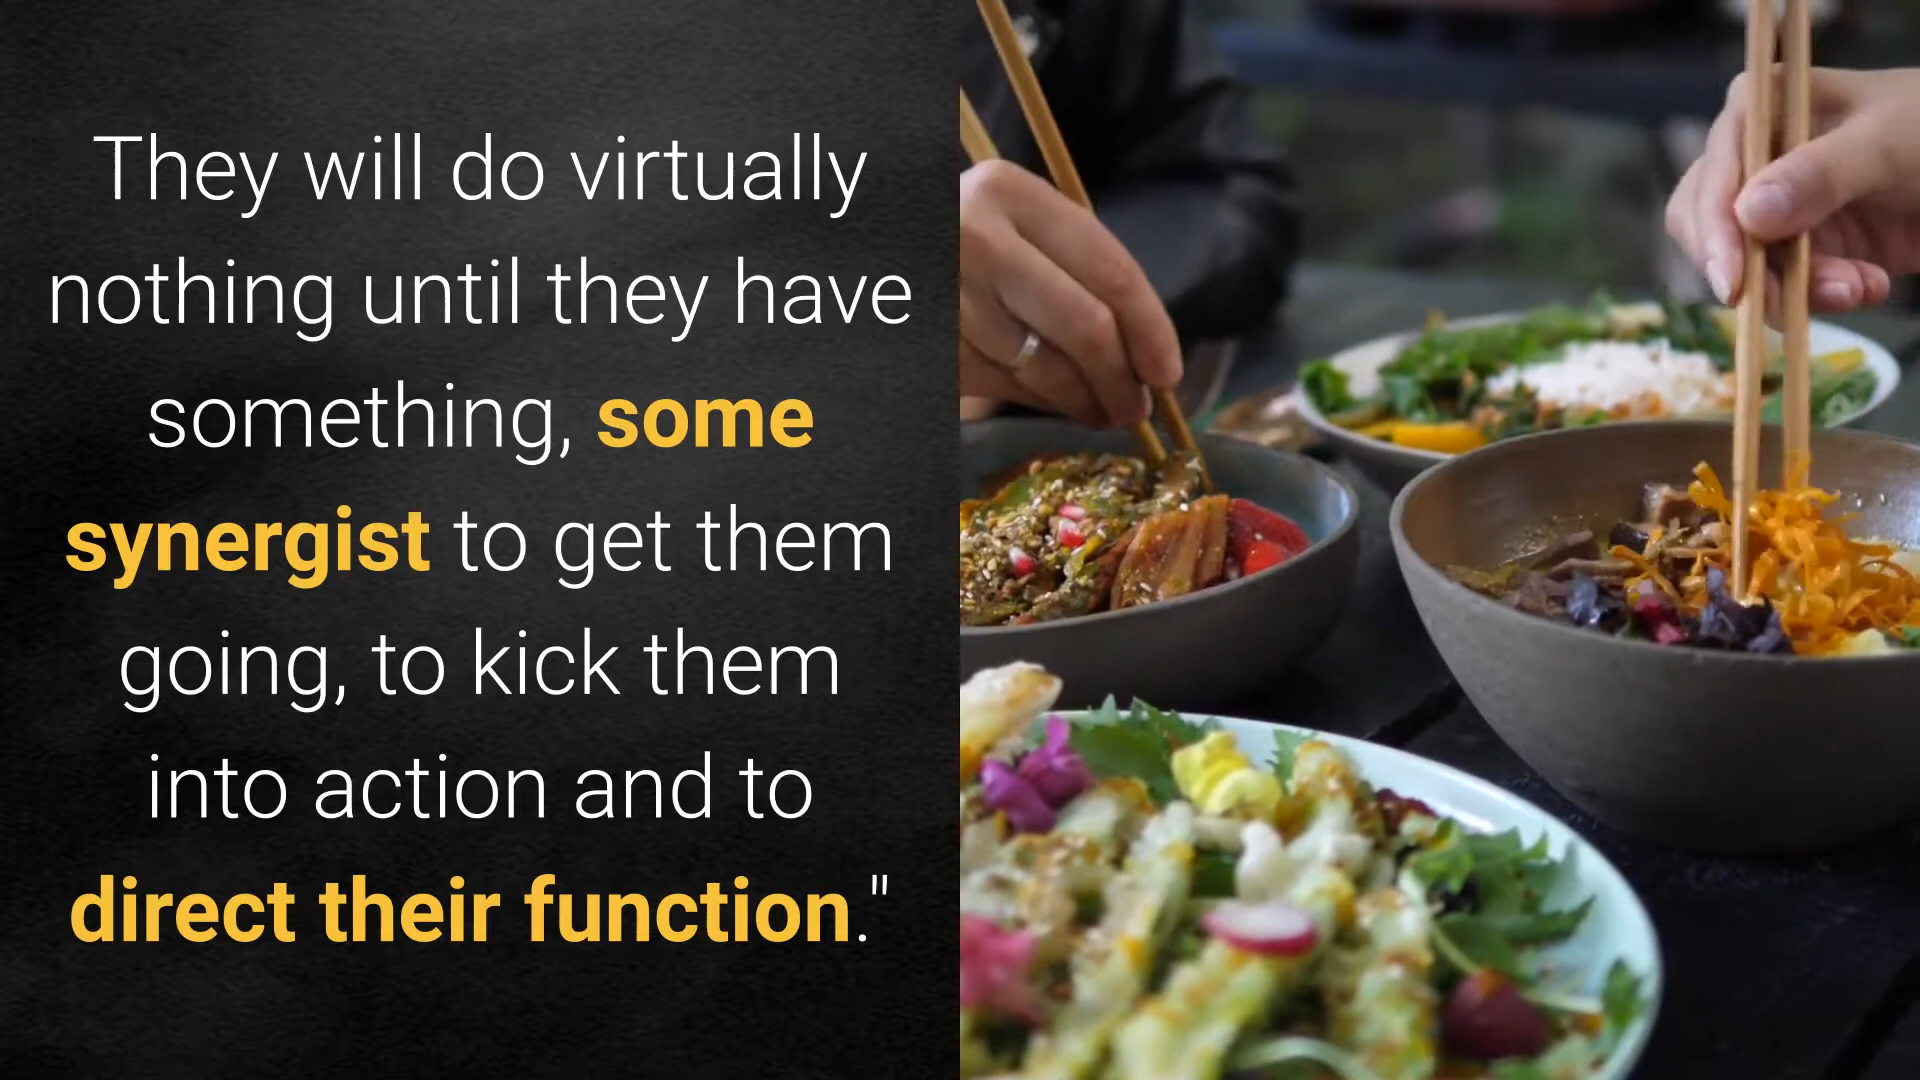 They will do virtually
nothing until they have
something, some
synergist to get them
going, to kick them
into action and to
direct their function."